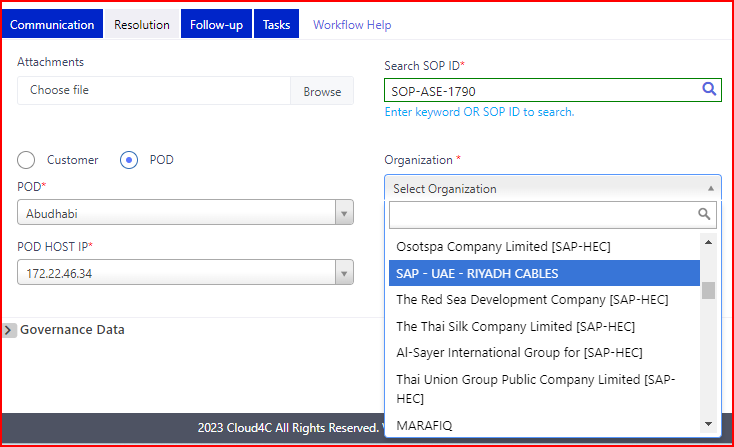 Communication Resolution Follow-up Tasks Workflow Help
Attachments
Choose file Browse
Search SOP ID*
SOP-ASE-1790
Enter keyword OR SOP ID to search.
Customer POD
POD*
Abudhabi
POD HOST IP*
172.22.46.34
Organization *
Select Organization
Osotspa Company Limited [SAP-HEC]
SAP - UAE - RIYADH CABLES
The Red Sea Development Company [SAP-HEC]
The Thai Silk Company Limited [SAP-HEC]
Al-Sayer International Group for [SAP-HEC]
Thai Union Group Public Company Limited [SAP-
HEC]
MARAFIQ
Governance Data
2023 Cloud4C All Rights Reserved.